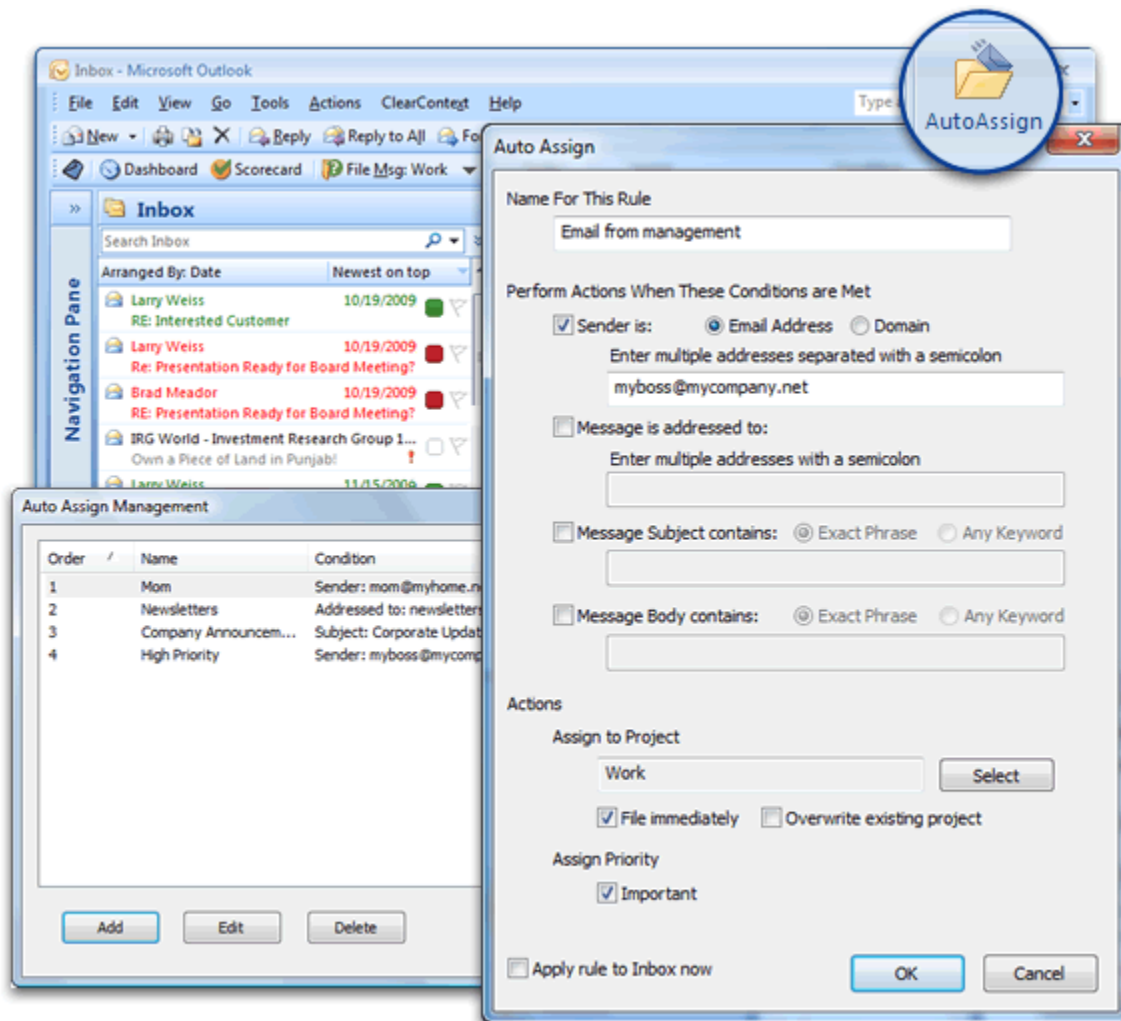 Inbox - Microsoft Outlook
AutoAssign
File Edit View Go Tools Actions ClearContext Help
New Reply Reply to All
Dashboard Scorecard File Msg: Work
Navigation Pane
Inbox
Search Inbox
Arranged By: Date Newest on top
Larry Weiss 10/19/2009
RE: Interested Customer
Larry Weiss 10/19/2009
Re: Presentation Ready for Board Meeting?
Brad Meador 10/19/2009
RE: Presentation Ready for Board Meeting?
IRG World - Investment Research Group 1...
Own a Piece of Land in Punjab!
Larry Weiss 11/15/2009
Auto Assign Management
Order Name Condition
1 Mom Sender: mom@myhome.n
2 Newsletters Addressed to: newsletters
3 Company Announcem... Subject: Corporate Updat
4 High Priority Sender: myboss@mycomp
Add Edit Delete
Auto Assign
Name For This Rule
Email from management
Perform Actions When These Conditions are Met
Sender is: Email Address Domain
Enter multiple addresses separated with a semicolon
myboss@mycompany.net
Message is addressed to:
Enter multiple addresses with a semicolon
Message Subject contains: Exact Phrase Any Keyword
Message Body contains: Exact Phrase Any Keyword
Actions
Assign to Project
Work Select
File immediately Overwrite existing project
Assign Priority
Important
Apply rule to Inbox now OK Cancel